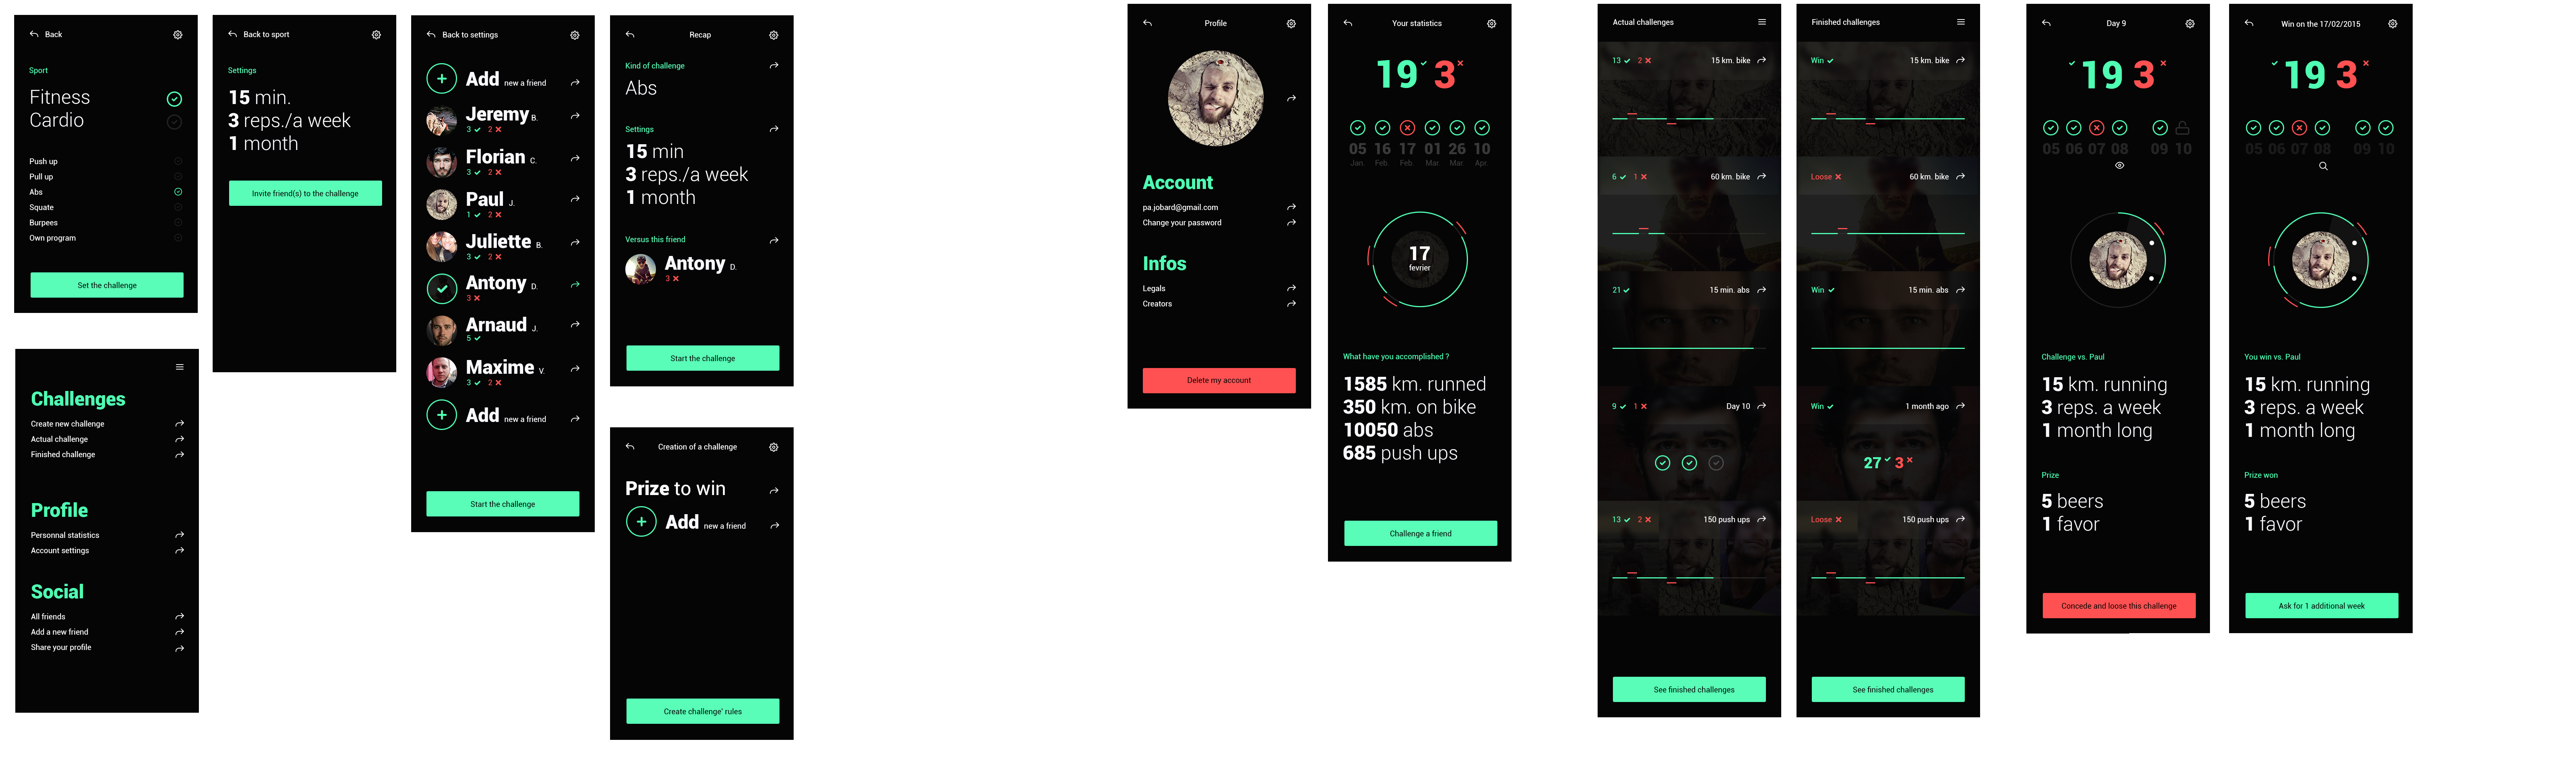 Back
Sport
Fitness
Cardio
Push up
Pull up
Abs
Squate
Burpees
Own program
Set the challenge
Challenges
Create new challenge
Actual challenge
Finished challenge
Profile
Personnal statistics
Account settings
Social
All friends
Add a new friend
Share your profile
Back to sport
Settings
15 min.
3 reps./a week
1 month
Invite friend(s) to the challenge
Back to settings
Add new a friend
Jeremy B.
3 2
Florian C.
3 2
Paul J.
1 2
Juliette B.
3 2
Antony D.
3
Arnaud J.
5
Maxime V.
3 2
Add new a friend
Start the challenge
Recap
Kind of challenge
Abs
Settings
15 min
3 reps./a week
1 month
Versus this friend
Antony D.
3
Start the challenge
Creation of a challenge
Prize to win
Add new a friend
Create challenge' rules
Profile
Account
pa.jobard@gmail.com
Change your password
Infos
Legals
Creators
Delete my account
Your statistics
19 3
05 16 17 01 26 10
Jan. Feb. Feb. Mar. Mar. Apr.
17
fevrier
What have you accomplished ?
1585 km. runned
350 km. on bike
10050 abs
685 push ups
Challenge a friend
Actual challenges
13 2 15 km. bike
6 1 60 km. bike
21 15 min. abs
9 1 Day 10
13 2 150 push ups
See finished challenges
Finished challenges
Win 15 km. bike
Loose 60 km. bike
Win 15 min. abs
Win 1 month ago
27 3
Loose 150 push ups
See finished challenges
Day 9
19 3
05 06 07 08 09 10
Challenge vs. Paul
15 km. running
3 reps. a week
1 month long
Prize
5 beers
1 favor
Concede and loose this challenge
Win on the 17/02/2015
19 3
05 06 07 08 09 10
You win vs. Paul
15 km. running
3 reps. a week
1 month long
Prize won
5 beers
1 favor
Ask for 1 additional week